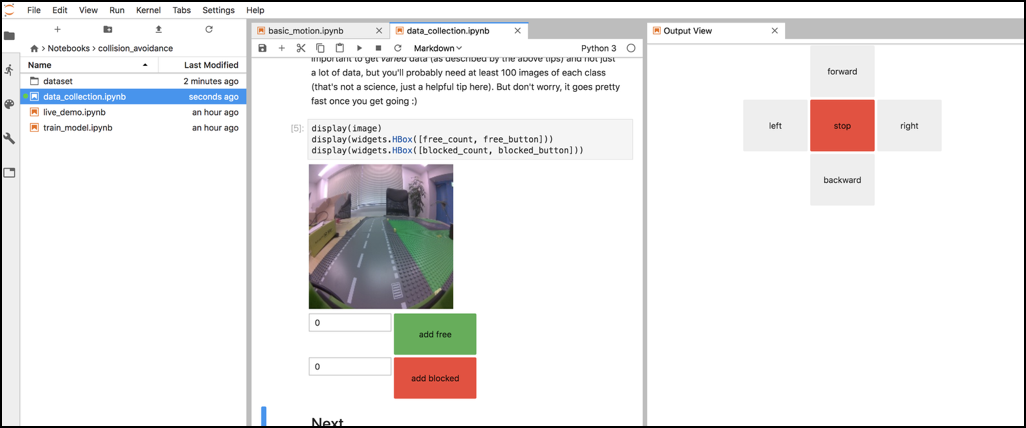 File Edit View Run Kernel Tabs Settings Help
Notebooks > collision_avoidance
Name Last Modified
dataset 2 minutes ago
data_collection.ipynb seconds ago
live_demo.ipynb an hour ago
train_model.ipynb an hour ago
basic_motion.ipynb
data_collection.ipynb
Markdown
Python 3
important to get varied data (as described by the above tips) and not just
a lot of data, but you'll probably need at least 100 images of each class
(that's not a science, just a helpful tip here). But don't worry, it goes pretty
fast once you get going :)
[5]:
display(image)
display(widgets.HBox([free_count, free_button]))
display(widgets.HBox([blocked_count, blocked_button]))
0
add free
0
add blocked
Next
Output View
forward
left stop right
backward